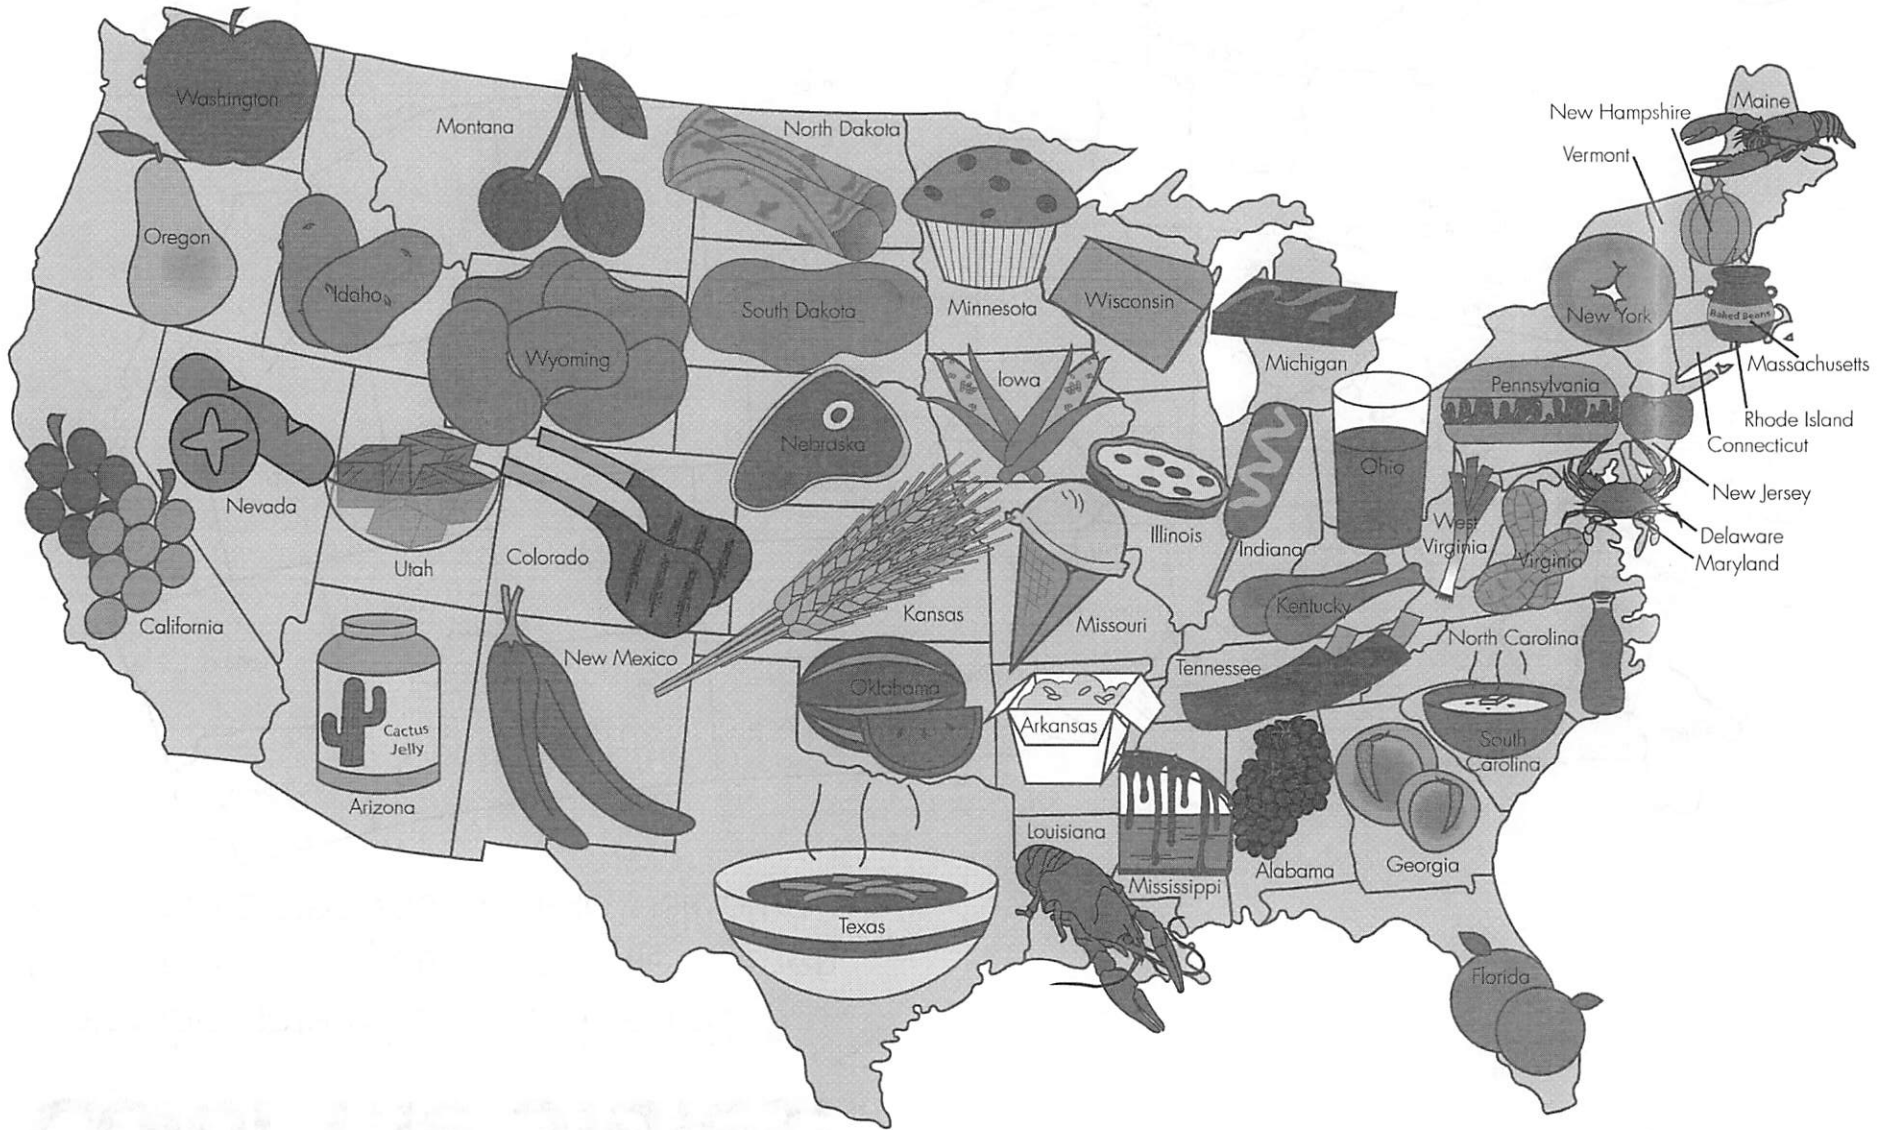 Washington
Montana
North Dakota
Minnesota
Oregon
Idaho
Wyoming
South Dakota
Wisconsin
Michigan
Iowa
Nebraska
Nevada
Utah
Colorado
California
Kansas
Missouri
Illinois
Indiana
Ohio
Kentucky
West
Virginia
Virginia
Pennsylvania
New York
Maine
New Hampshire
Vermont
Baked Beans
Massachusetts
Rhode Island
Connecticut
New Jersey
Delaware
Maryland
North Carolina
Tennessee
South
Carolina
New Mexico
Oklahoma
Arkansas
Cactus
Jelly
Arizona
Texas
Louisiana
Mississippi
Alabama
Georgia
Florida